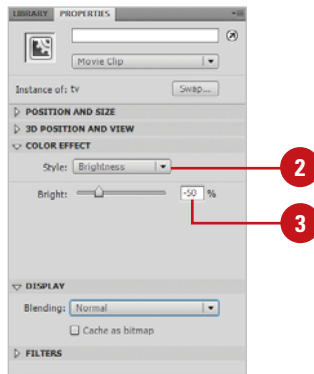 LIBRARY PROPERTIES
Movie Clip
Instance of: tv Swap...
POSITION AND SIZE
3D POSITION AND VIEW
COLOR EFFECT
Style: Brightness
2
Bright: -50 %
3
DISPLAY
Blending: Normal
Cache as bitmap
FILTERS